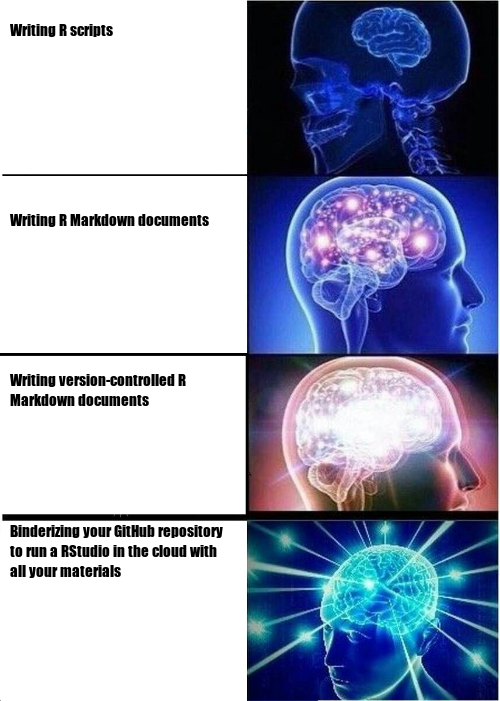 Writing R scripts
Writing R Markdown documents
Writing version-controlled R
Markdown documents
Binderizing your GitHub repository
to run a RStudio in the cloud with
all your materials